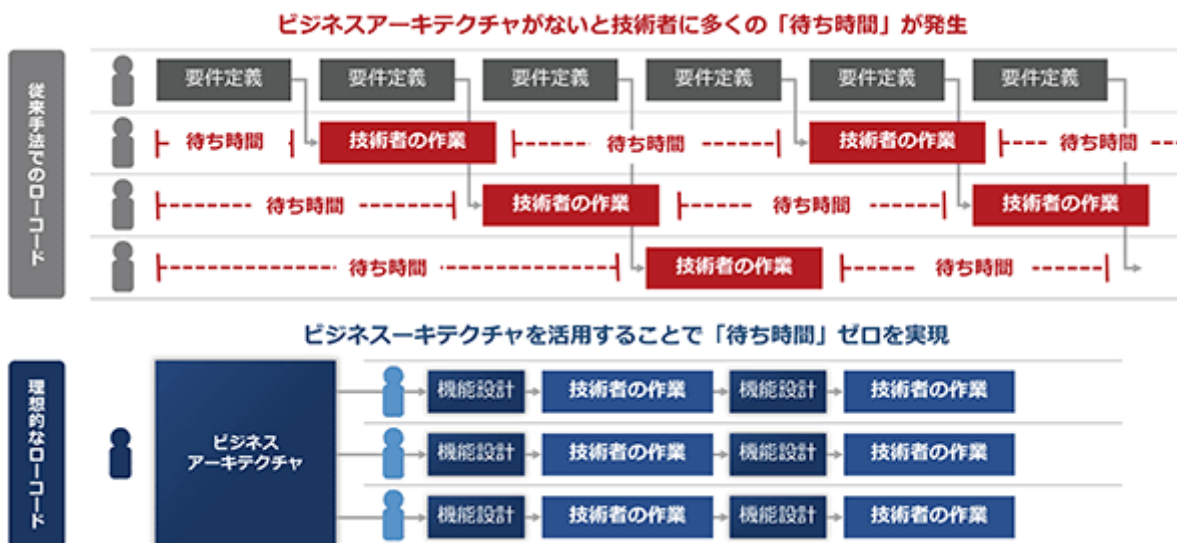 ビジネスアーキテクチャがないと技術者に多くの「待ち時間」が発生
従来手法でのローコード
要件定義 要件定義 要件定義 要件定義 要件定義 要件定義
待ち時間 技術者の作業 待ち時間 技術者の作業 待ち時間
待ち時間 技術者の作業 待ち時間 技術者の作業
待ち時間 技術者の作業 待ち時間
ビジネスーキテクチャを活用することで「待ち時間」ゼロを実現
理想的なローコード
ビジネス
アーキテクチャ
機能設計 技術者の作業 機能設計 技術者の作業
機能設計 技術者の作業 機能設計 技術者の作業
機能設計 技術者の作業 機能設計 技術者の作業